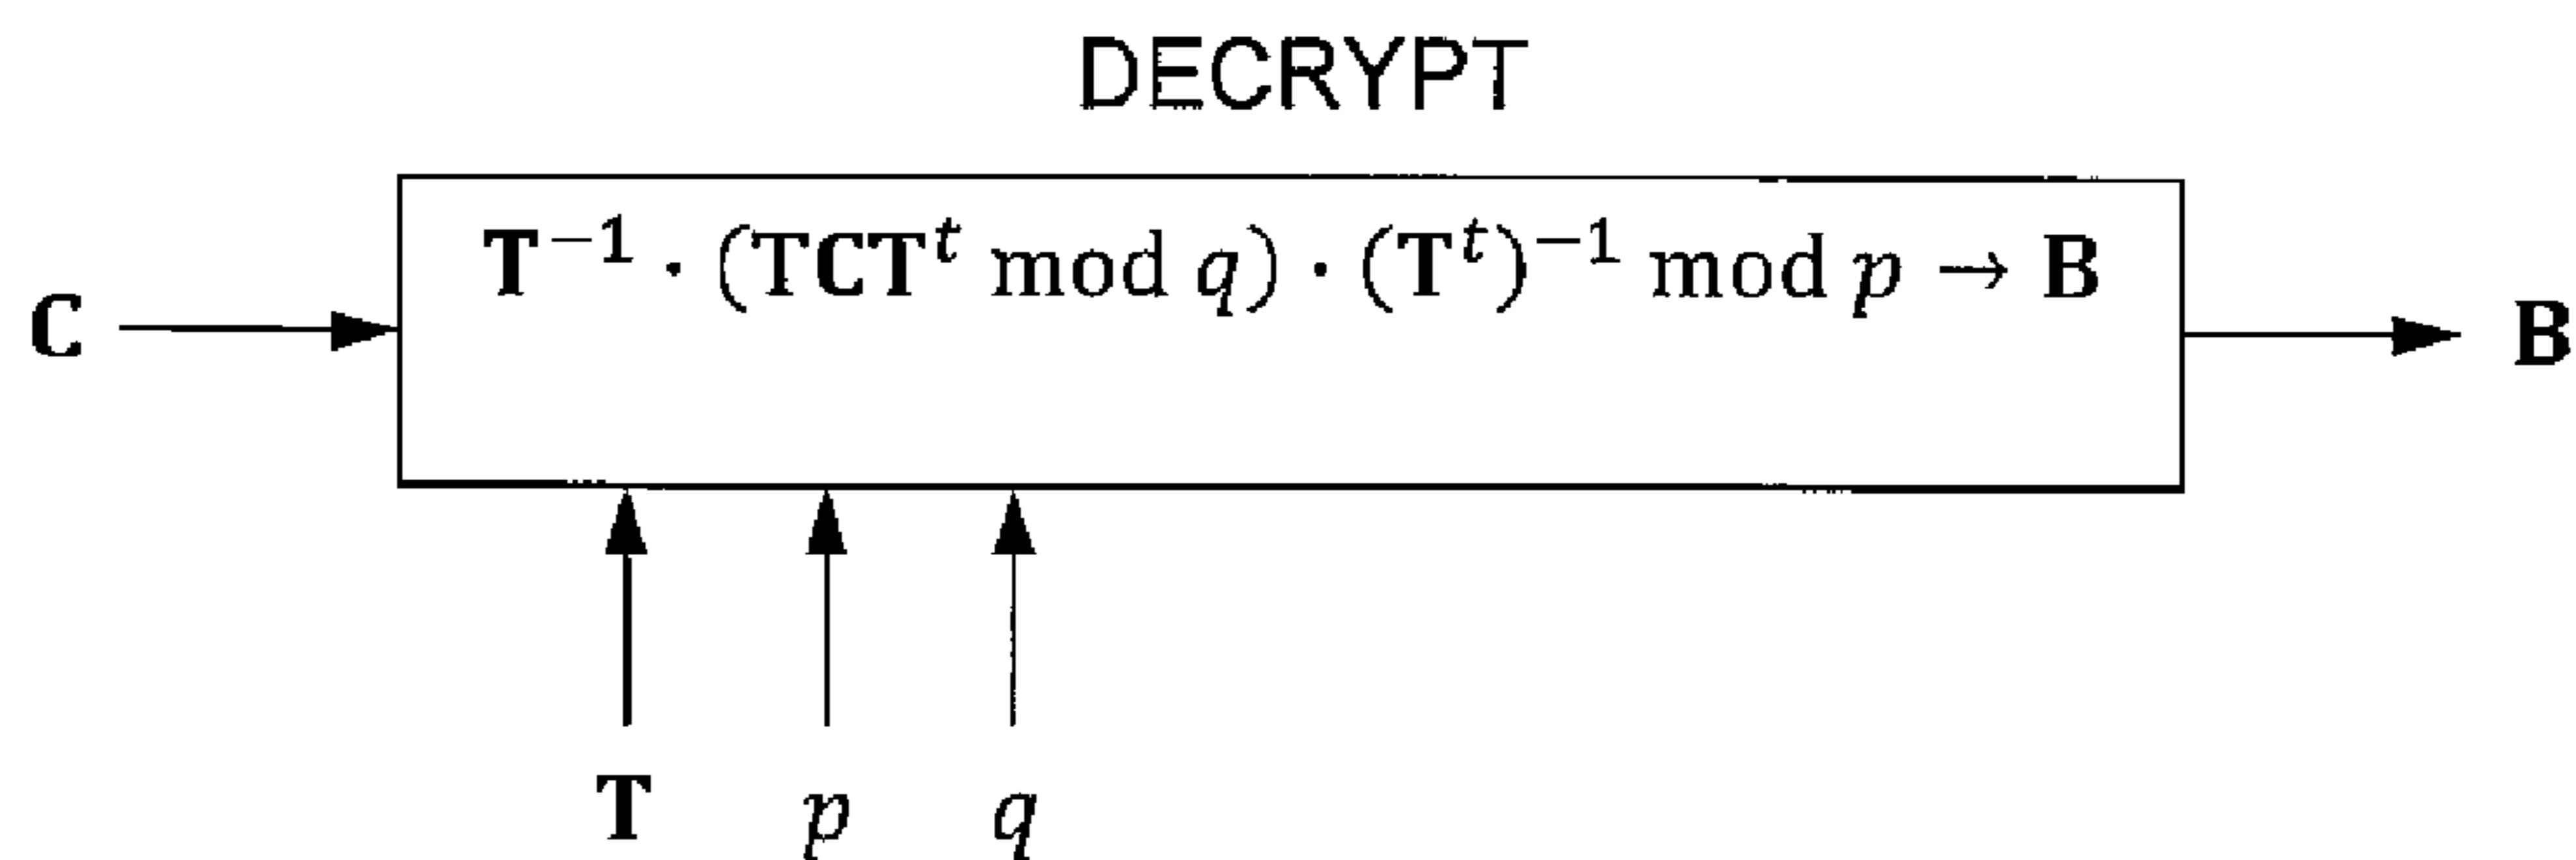 DECRYPT
T⁻¹ · (TCTᵗ mod q) · (Tᵗ)⁻¹ mod p → B
C
B
T p q